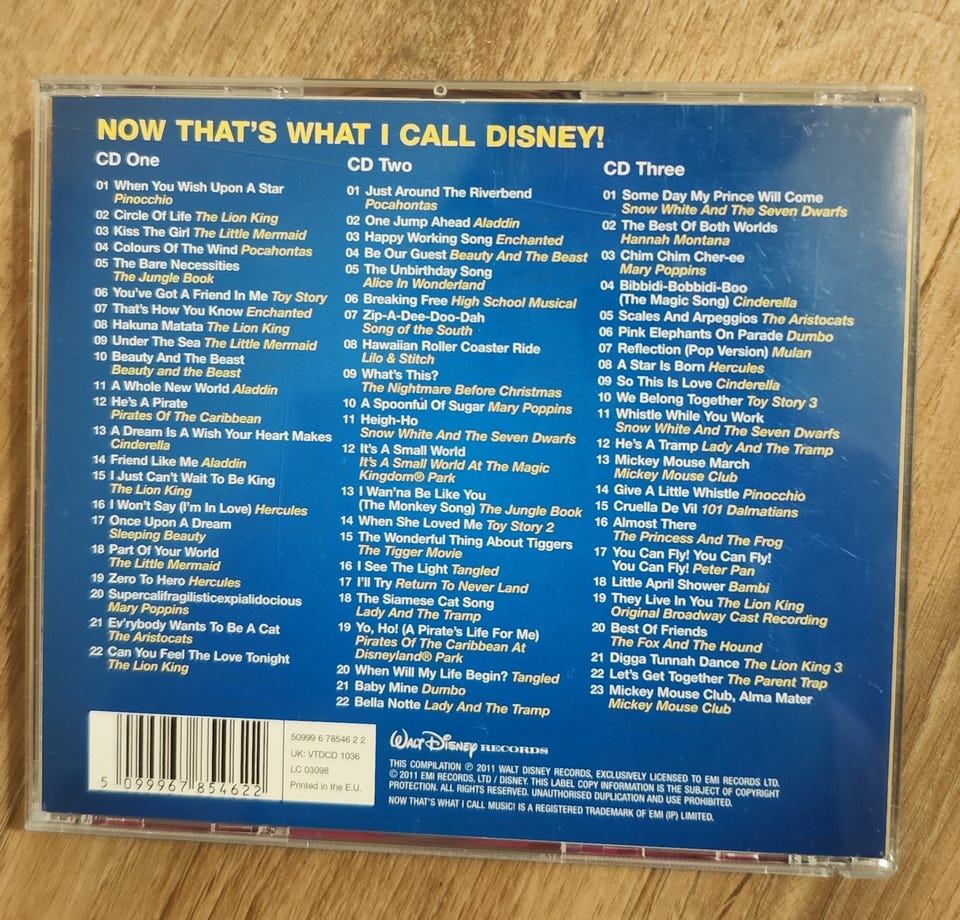 NOW THAT'S WHAT I CALL DISNEY!
CD One
01 When You Wish Upon A Star
Pinocchio
02 Circle Of Life The Lion King
03 Kiss The Girl The Little Mermaid
04 Colours Of The Wind Pocahontas
05 The Bare Necessities
The Jungle Book
06 You've Got A Friend In Me Toy Story
07 That's How You Know Enchanted
08 Hakuna Matata The Lion King
09 Under The Sea The Little Mermaid
10 Beauty And The Beast
Beauty and the Beast
11 A Whole New World Aladdin
12 He's A Pirate
Pirates Of The Caribbean
13 A Dream Is A Wish Your Heart Makes
Cinderella
14 Friend Like Me Aladdin
15 I Just Can't Wait To Be King
The Lion King
16 I Won't Say (I'm In Love) Hercules
17 Once Upon A Dream
Sleeping Beauty
18 Part Of Your World
The Little Mermaid
19 Zero To Hero Hercules
20 Supercalifragilisticexpialidocious
Mary Poppins
21 Ev'rybody Wants To Be A Cat
The Aristocats
22 Can You Feel The Love Tonight
The Lion King
CD Two
01 Just Around The Riverbend
Pocahontas
02 One Jump Ahead Aladdin
03 Happy Working Song Enchanted
04 Be Our Guest Beauty And The Beast
05 The Unbirthday Song
Alice In Wonderland
06 Breaking Free High School Musical
07 Zip-A-Dee-Doo-Dah
Song of the South
08 Hawaiian Roller Coaster Ride
Lilo & Stitch
09 What's This?
The Nightmare Before Christmas
10 A Spoonful Of Sugar Mary Poppins
11 Heigh-Ho
Snow White And The Seven Dwarfs
12 It's A Small World
It's A Small World At The Magic
Kingdom® Park
13 I Wan'na Be Like You
(The Monkey Song) The Jungle Book
14 When She Loved Me Toy Story 2
15 The Wonderful Thing About Tiggers
The Tigger Movie
16 I See The Light Tangled
17 I'll Try Return To Never Land
18 The Siamese Cat Song
Lady And The Tramp
19 Yo, Ho! (A Pirate's Life For Me)
Pirates Of The Caribbean At
Disneyland® Park
20 When Will My Life Begin? Tangled
21 Baby Mine Dumbo
22 Bella Notte Lady And The Tramp
CD Three
01 Some Day My Prince Will Come
Snow White And The Seven Dwarfs
02 The Best Of Both Worlds
Hannah Montana
03 Chim Chim Cher-ee
Mary Poppins
04 Bibbidi-Bobbidi-Boo
(The Magic Song) Cinderella
05 Scales And Arpeggios The Aristocats
06 Pink Elephants On Parade Dumbo
07 Reflection (Pop Version) Mulan
08 A Star Is Born Hercules
09 So This Is Love Cinderella
10 We Belong Together Toy Story 3
11 Whistle While You Work
Snow White And The Seven Dwarfs
12 He's A Tramp Lady And The Tramp
13 Mickey Mouse March
Mickey Mouse Club
14 Give A Little Whistle Pinocchio
15 Cruella De Vil 101 Dalmatians
16 Almost There
The Princess And The Frog
17 You Can Fly! You Can Fly!
You Can Fly! Peter Pan
18 Little April Shower Bambi
19 They Live In You The Lion King
Original Broadway Cast Recording
20 Best Of Friends
The Fox And The Hound
21 Digga Tunnah Dance The Lion King 3
22 Let's Get Together The Parent Trap
23 Mickey Mouse Club, Alma Mater
Mickey Mouse Club
5 099967 854622
50999 6 78546 2 2
UK: VTDCD 1036
LC 03098
Printed in the E.U.
Walt Disney RECORDS
THIS COMPILATION ℗ 2011 WALT DISNEY RECORDS, EXCLUSIVELY LICENSED TO EMI RECORDS LTD.
© 2011 EMI RECORDS, LTD / DISNEY. THIS LABEL COPY INFORMATION IS THE SUBJECT OF COPYRIGHT
PROTECTION. ALL RIGHTS RESERVED. UNAUTHORISED DUPLICATION AND USE PROHIBITED.
NOW THAT'S WHAT I CALL MUSIC! IS A REGISTERED TRADEMARK OF EMI (IP) LIMITED.